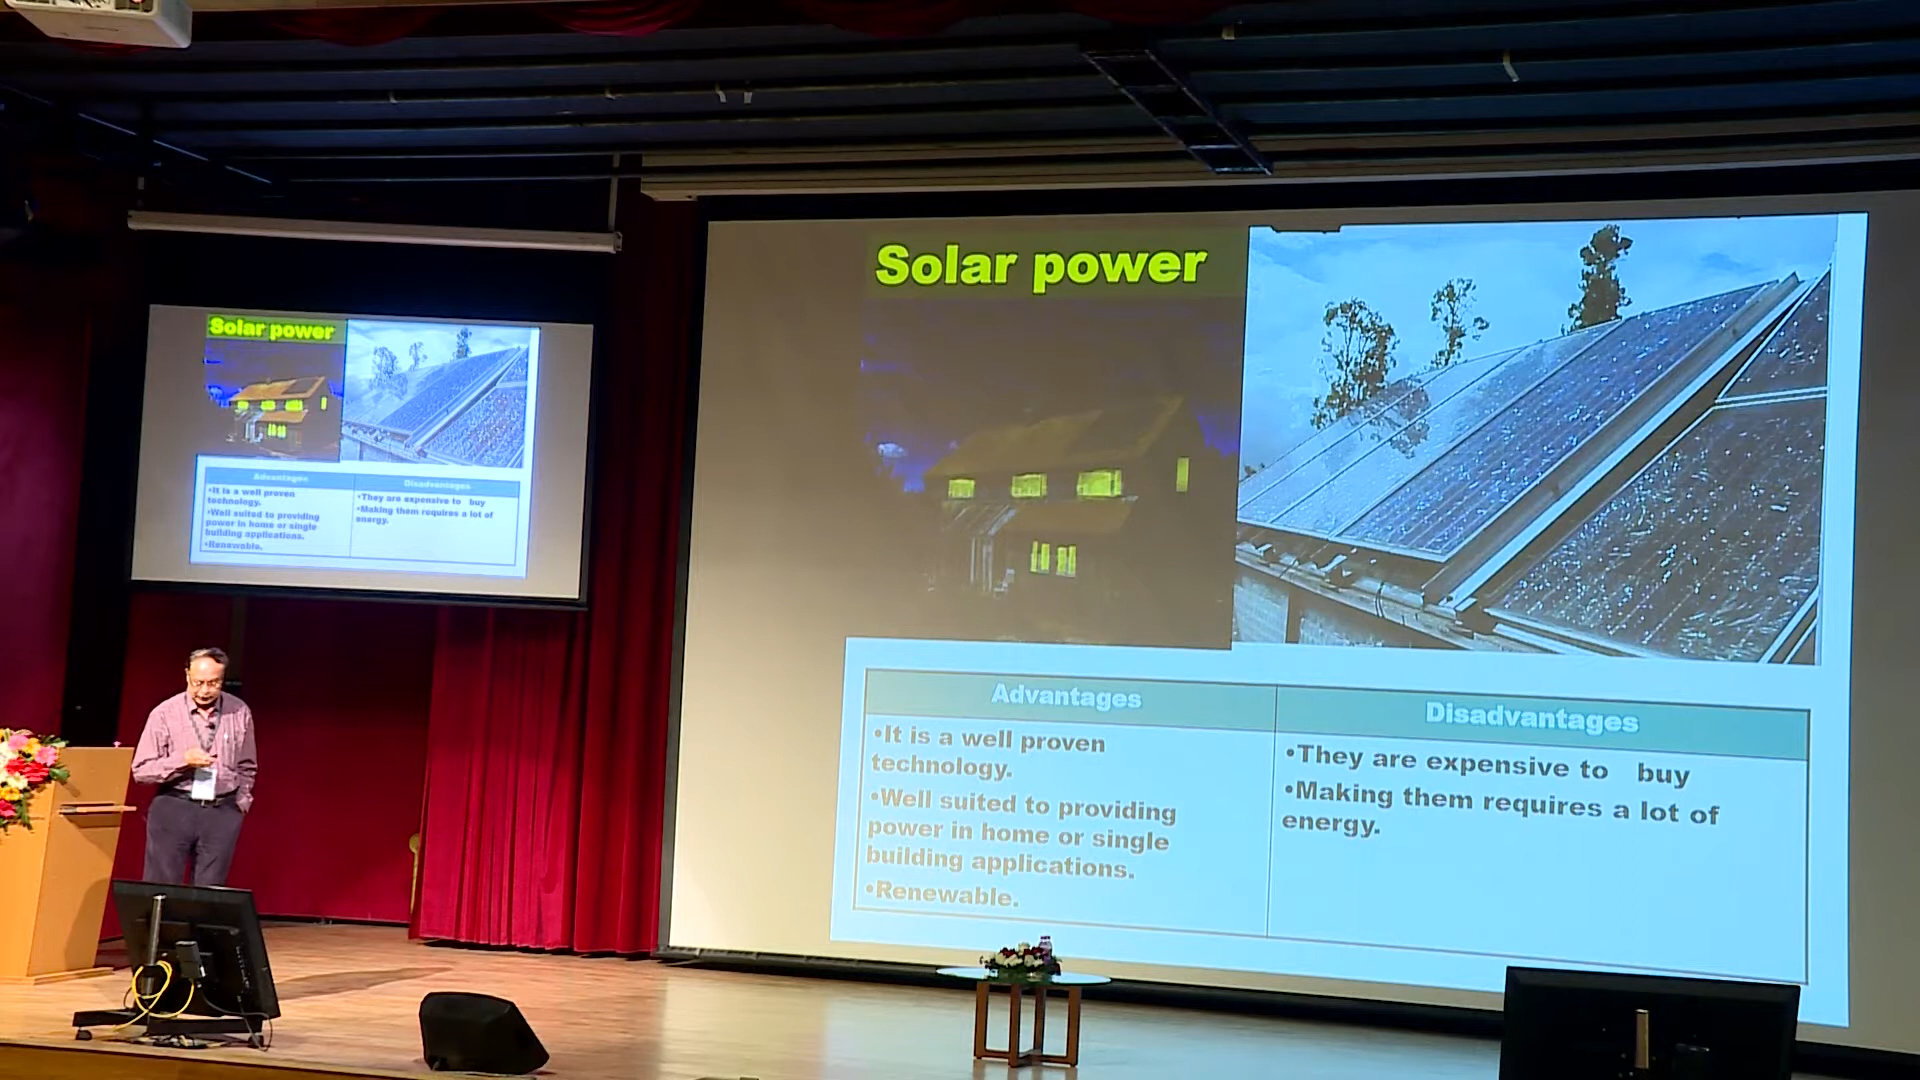 Solar power
Advantages
Disadvantages
•It is a well proven
technology.
•Well suited to providing
power in home or single
building applications.
•Renewable.
•They are expensive to buy
•Making them requires a lot of
energy.
Solar power
Advantages
Disadvantages
•It is a well proven
technology.
•Well suited to providing
power in home or single
building applications.
•Renewable.
•They are expensive to buy
•Making them requires a lot of
energy.